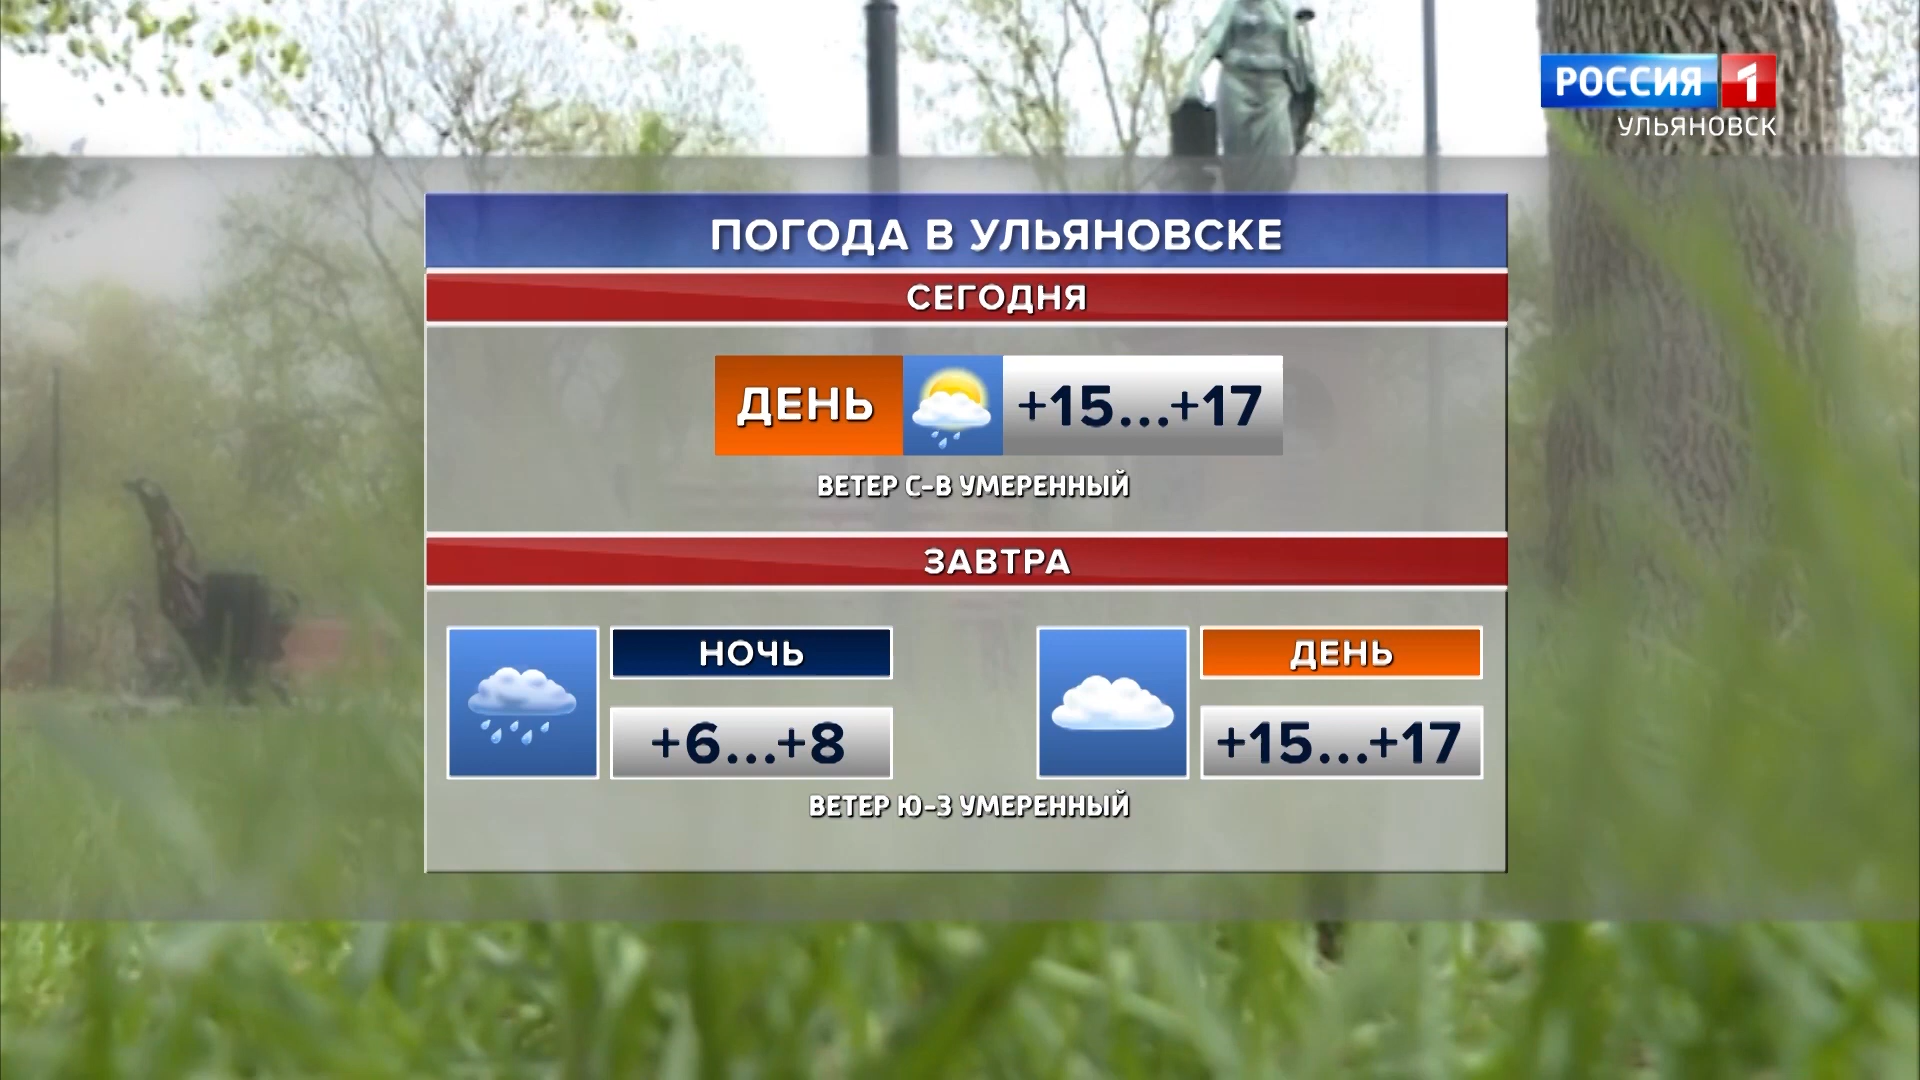 РОССИЯ 1
УЛЬЯНОВСК
ПОГОДА В УЛЬЯНОВСКЕ
СЕГОДНЯ
ДЕНЬ +15...+17
ВЕТЕР С-В УМЕРЕННЫЙ
ЗАВТРА
НОЧЬ
+6...+8
ДЕНЬ
+15...+17
ВЕТЕР Ю-З УМЕРЕННЫЙ